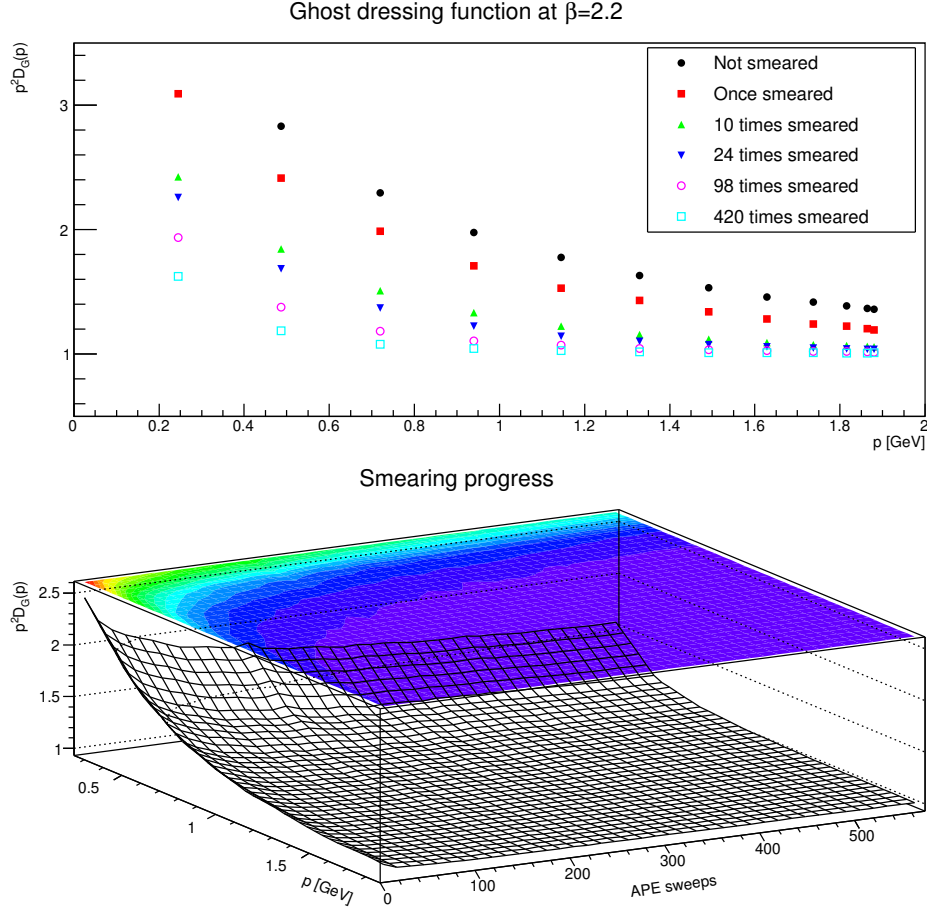 Ghost dressing function at β=2.2
p²D_G(p)
3
2
1
0
0.2
0.4
0.6
0.8
1
1.2
1.4
1.6
1.8
2
p [GeV]
Not smeared
Once smeared
10 times smeared
24 times smeared
98 times smeared
420 times smeared
Smearing progress
p²D_G(p)
2.5
2
1.5
1
0.5
1
1.5
p [GeV]
0
100
200
300
400
500
APE sweeps